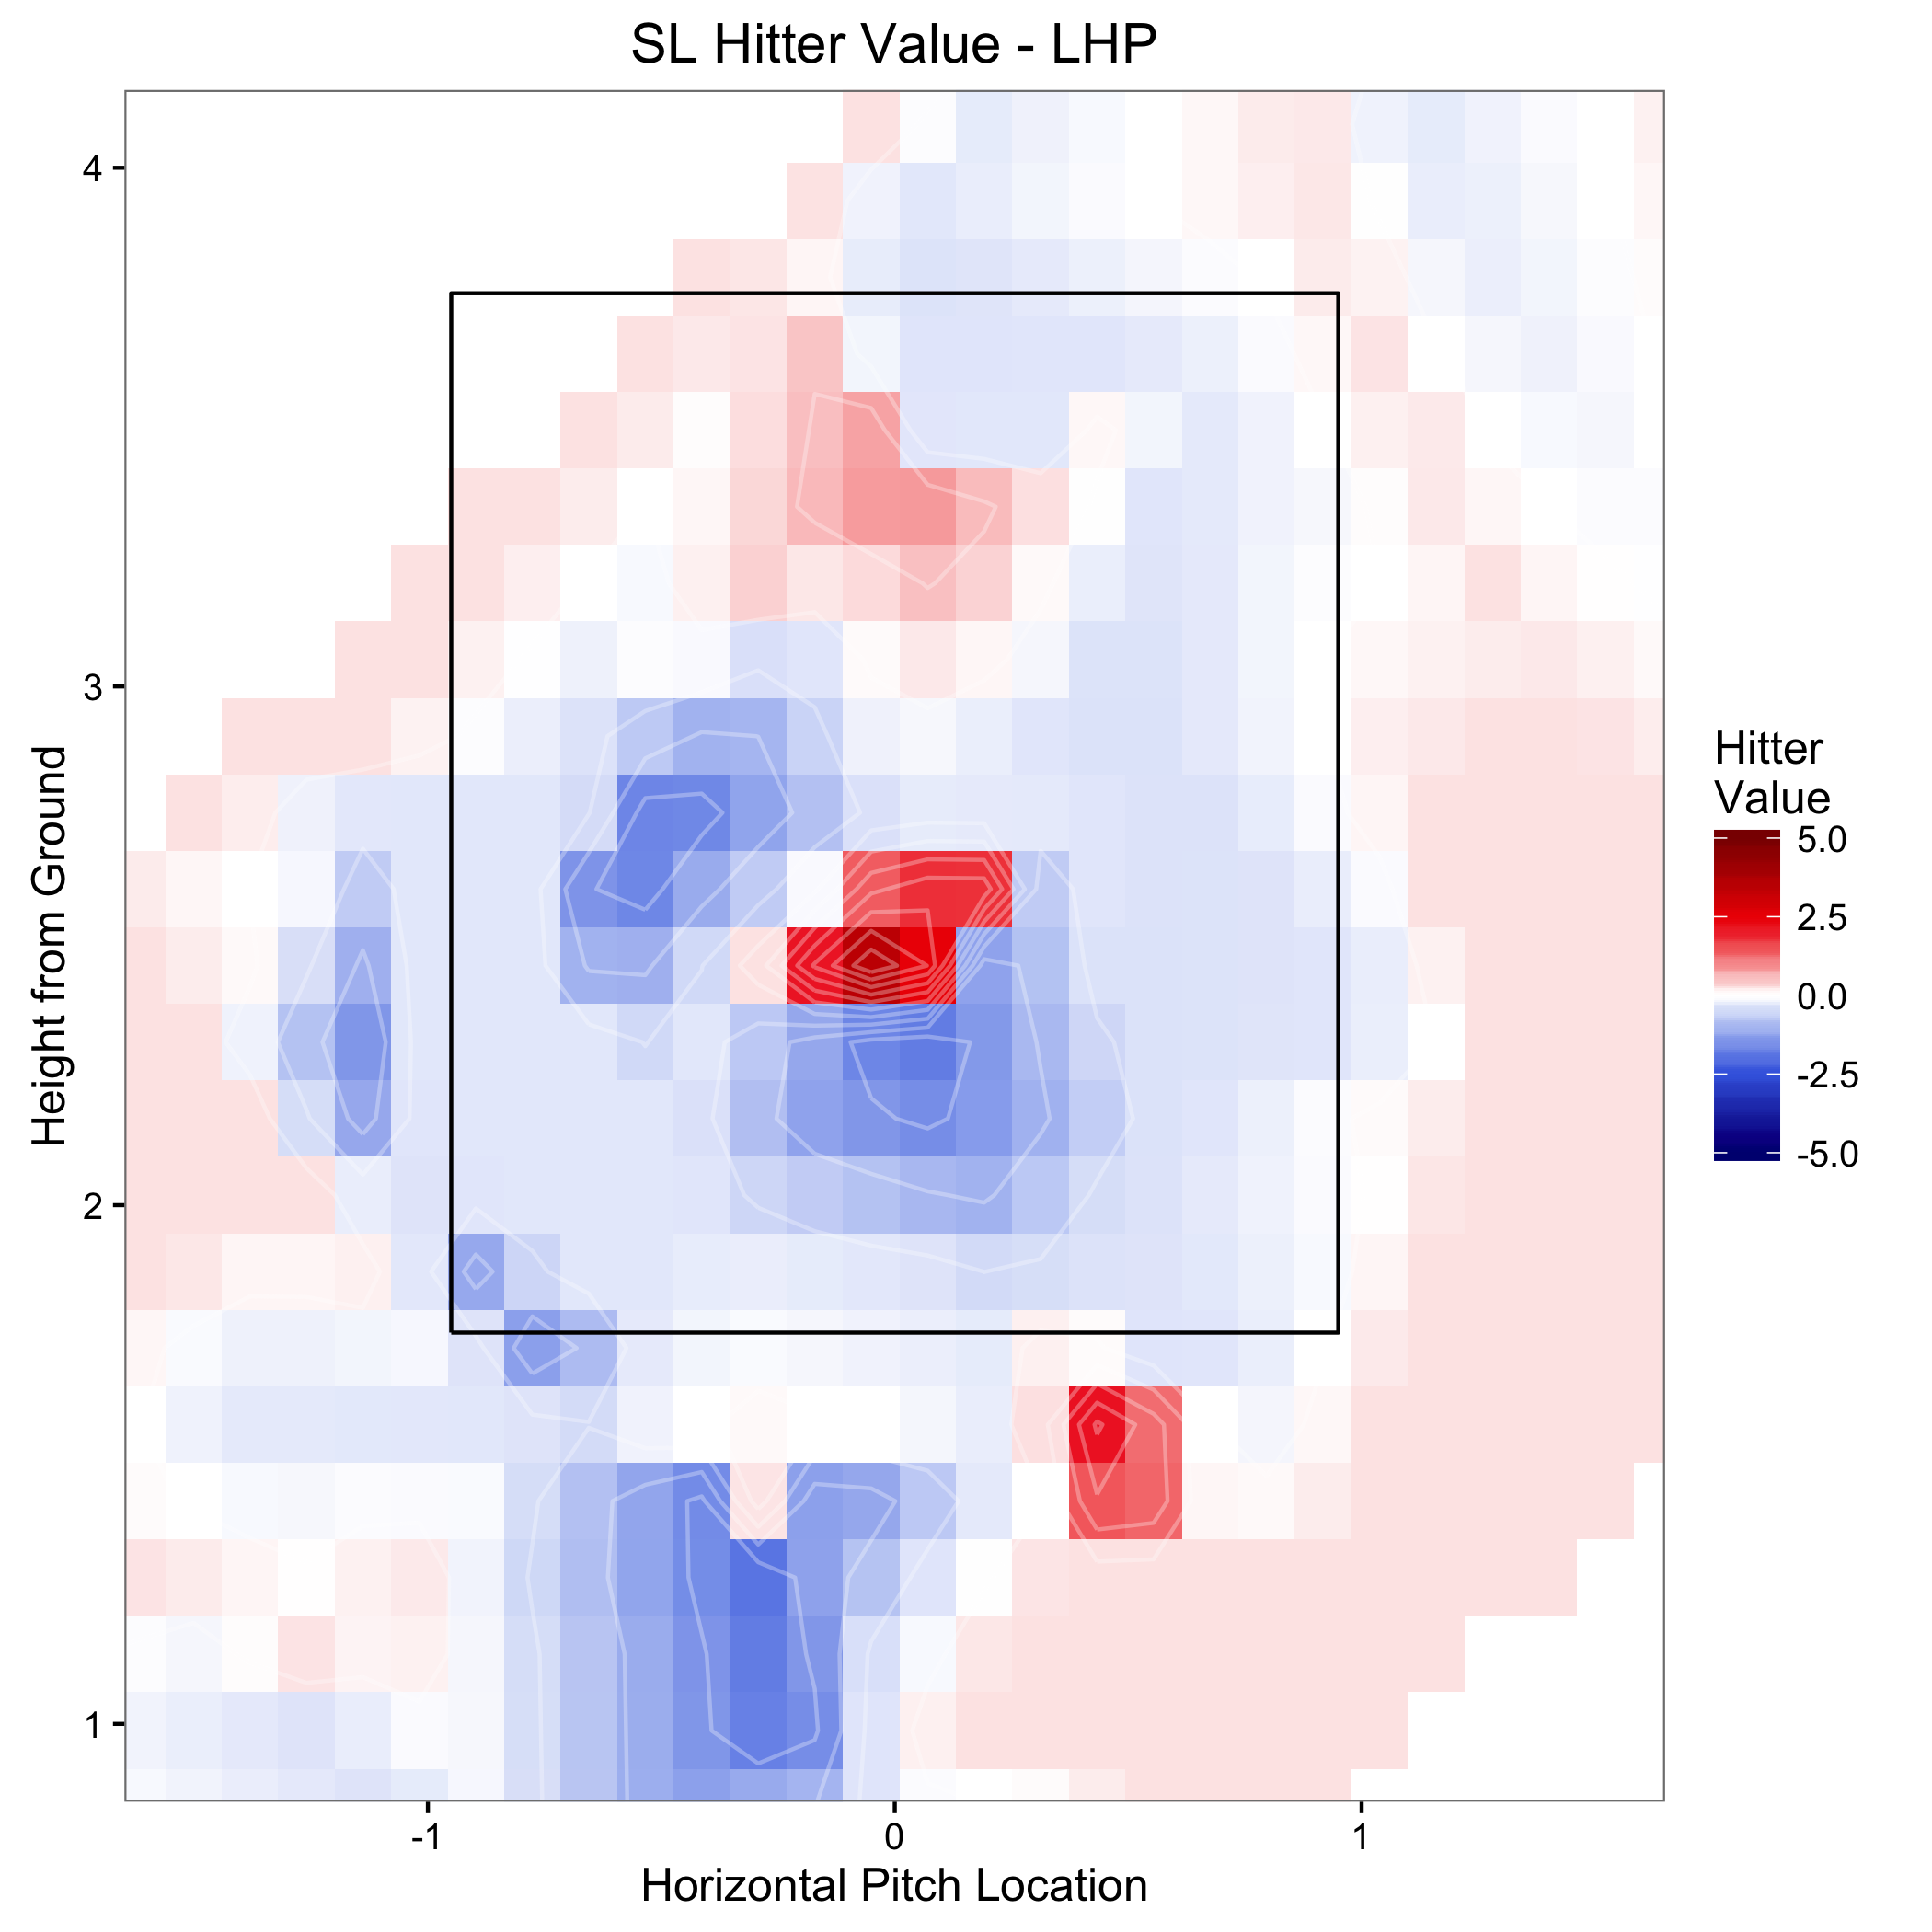 SL Hitter Value - LHP
4
3
2
1
Height from Ground
-1
0
1
Horizontal Pitch Location
Hitter
Value
5.0
2.5
0.0
-2.5
-5.0